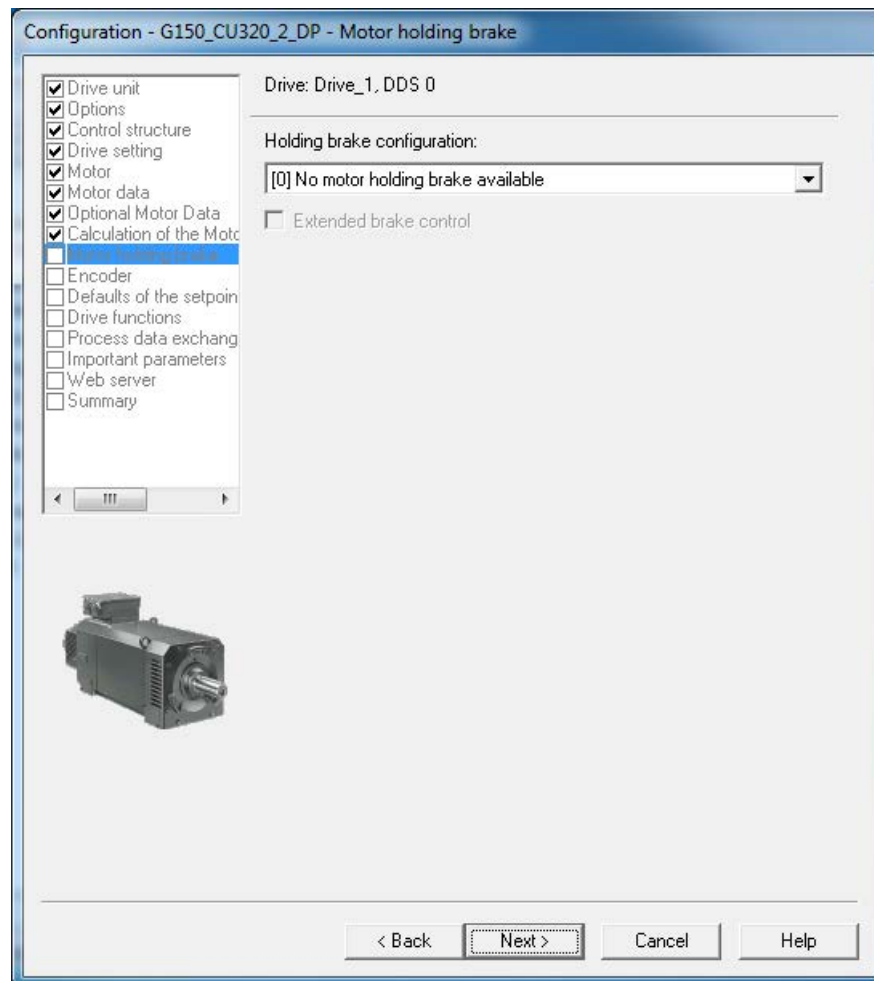 Configuration - G150_CU320_2_DP - Motor holding brake
Drive unit
Options
Control structure
Drive setting
Motor
Motor data
Optional Motor Data
Calculation of the Moto
Motor holding brake
Encoder
Defaults of the setpoin
Drive functions
Process data exchang
Important parameters
Web server
Summary
Drive: Drive_1, DDS 0
Holding brake configuration:
[0] No motor holding brake available
Extended brake control
< Back
Next >
Cancel
Help